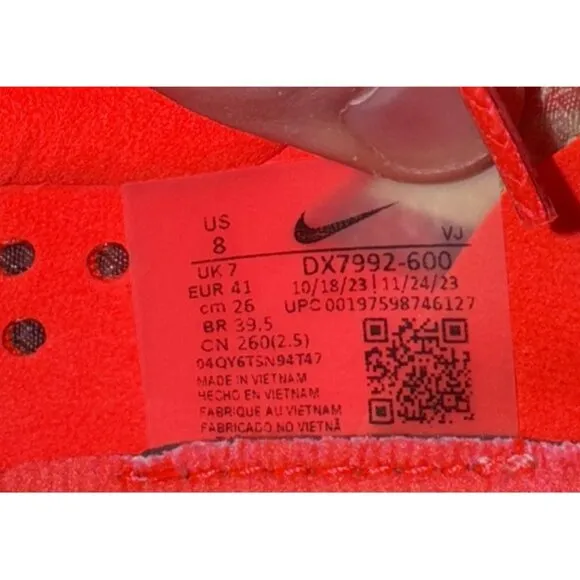 US
8
VJ
UK 7
DX7992-600
EUR 41
10/18/23 | 11/24/23
cm 26
UPC 00197598746127
BR 39.5
CN 260(2.5)
04QY6TSN94T47
MADE IN VIETNAM
HECHO EN VIETNAM
FABRIQUE AU VIETNAM
FABRICADO NO VIETNÃ